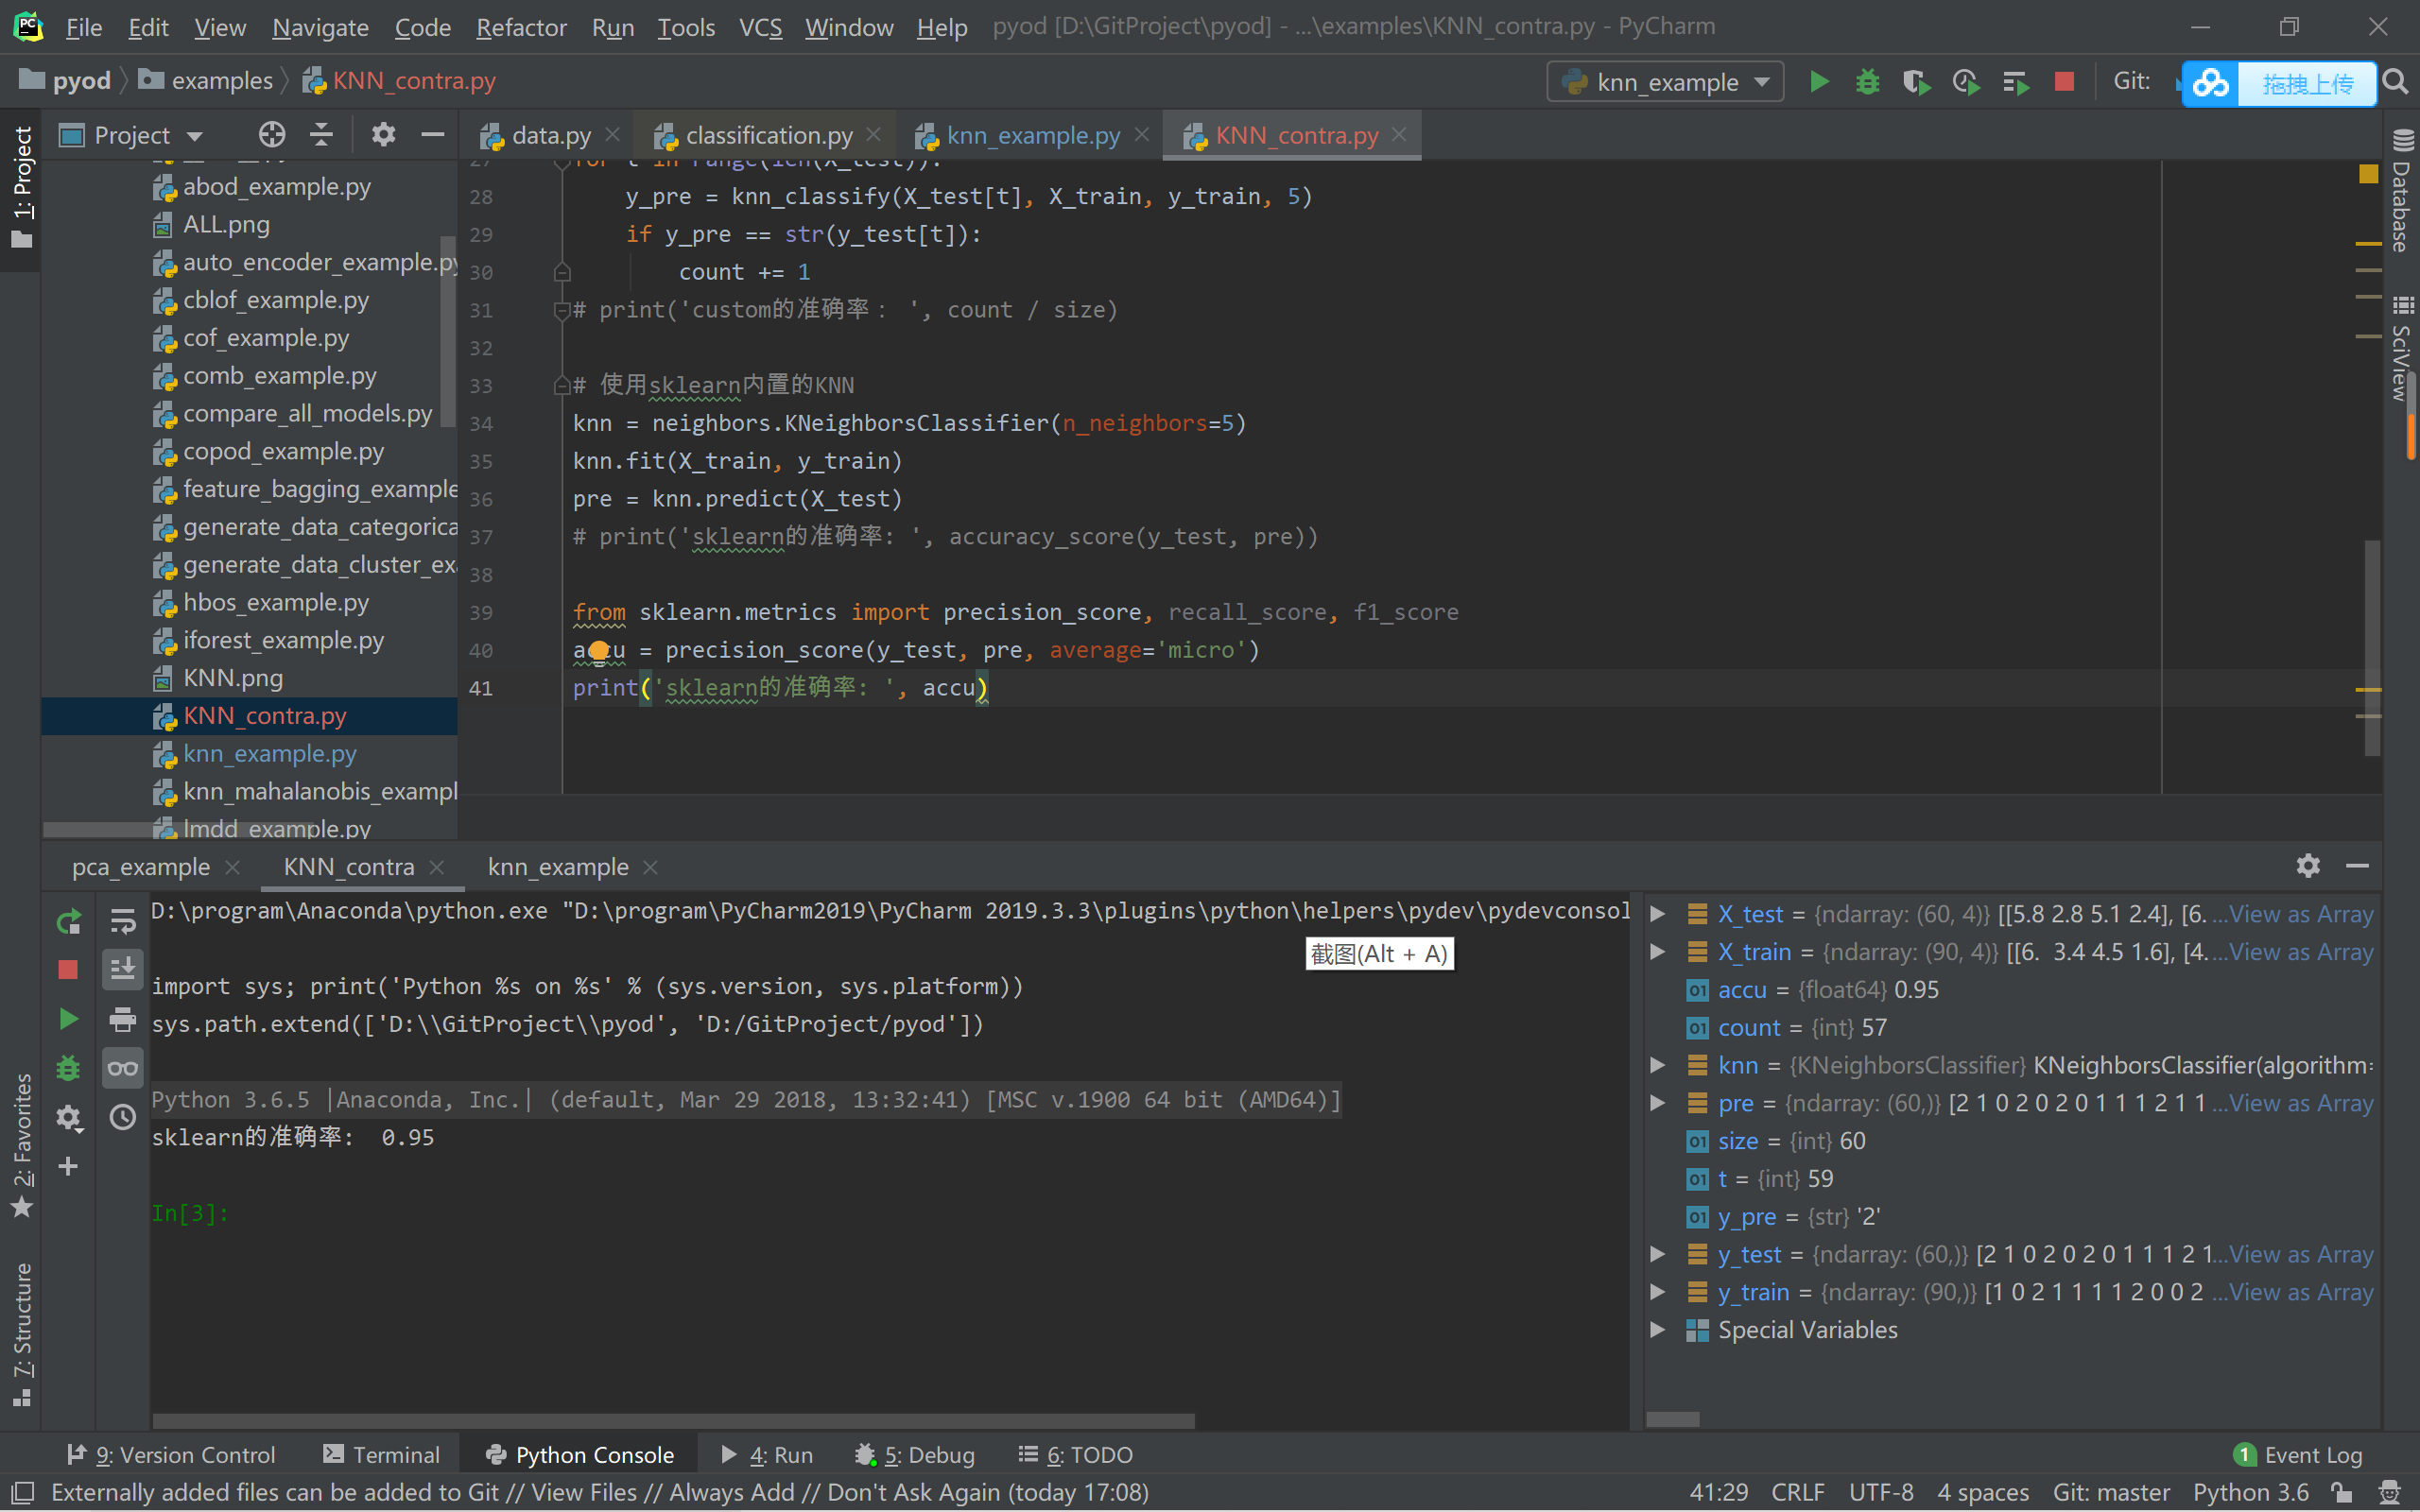 File Edit View Navigate Code Refactor Run Tools VCS Window Help pyod [D:\GitProject\pyod] - ...\examples\KNN_contra.py - PyCharm
pyod examples KNN_contra.py knn_example Git: 拖拽上传
1: Project
Project
data.py classification.py knn_example.py KNN_contra.py
abod_example.py
ALL.png
auto_encoder_example.py
cblof_example.py
cof_example.py
comb_example.py
compare_all_models.py
copod_example.py
feature_bagging_example
generate_data_categorica
generate_data_cluster_exa
hbos_example.py
iforest_example.py
KNN.png
KNN_contra.py
knn_example.py
knn_mahalanobis_exampl
lmdd_example.py
27 for t in range(len(X_test)):
28 y_pre = knn_classify(X_test[t], X_train, y_train, 5)
29 if y_pre == str(y_test[t]):
30 count += 1
31 # print('custom的准确率： ', count / size)
32
33 # 使用sklearn内置的KNN
34 knn = neighbors.KNeighborsClassifier(n_neighbors=5)
35 knn.fit(X_train, y_train)
36 pre = knn.predict(X_test)
37 # print('sklearn的准确率: ', accuracy_score(y_test, pre))
38
39 from sklearn.metrics import precision_score, recall_score, f1_score
40 accu = precision_score(y_test, pre, average='micro')
41 print('sklearn的准确率: ', accu)
Database
SciView
pca_example KNN_contra knn_example
D:\program\Anaconda\python.exe "D:\program\PyCharm2019\PyCharm 2019.3.3\plugins\python\helpers\pydev\pydevconsol
截图(Alt + A)
import sys; print('Python %s on %s' % (sys.version, sys.platform))
sys.path.extend(['D:\\GitProject\\pyod', 'D:/GitProject/pyod'])
Python 3.6.5 |Anaconda, Inc.| (default, Mar 29 2018, 13:32:41) [MSC v.1900 64 bit (AMD64)]
sklearn的准确率:  0.95
In[3]:
X_test = {ndarray: (60, 4)} [[5.8 2.8 5.1 2.4], [6. ...View as Array
X_train = {ndarray: (90, 4)} [[6.  3.4 4.5 1.6], [4. ...View as Array
accu = {float64} 0.95
count = {int} 57
knn = {KNeighborsClassifier} KNeighborsClassifier(algorithm=
pre = {ndarray: (60,)} [2 1 0 2 0 2 0 1 1 1 2 1 1 ...View as Array
size = {int} 60
t = {int} 59
y_pre = {str} '2'
y_test = {ndarray: (60,)} [2 1 0 2 0 2 0 1 1 1 2 1...View as Array
y_train = {ndarray: (90,)} [1 0 2 1 1 1 1 2 0 0 2 ...View as Array
Special Variables
2: Favorites
7: Structure
9: Version Control Terminal Python Console 4: Run 5: Debug 6: TODO 1 Event Log
Externally added files can be added to Git // View Files // Always Add // Don't Ask Again (today 17:08) 41:29 CRLF UTF-8 4 spaces Git: master Python 3.6